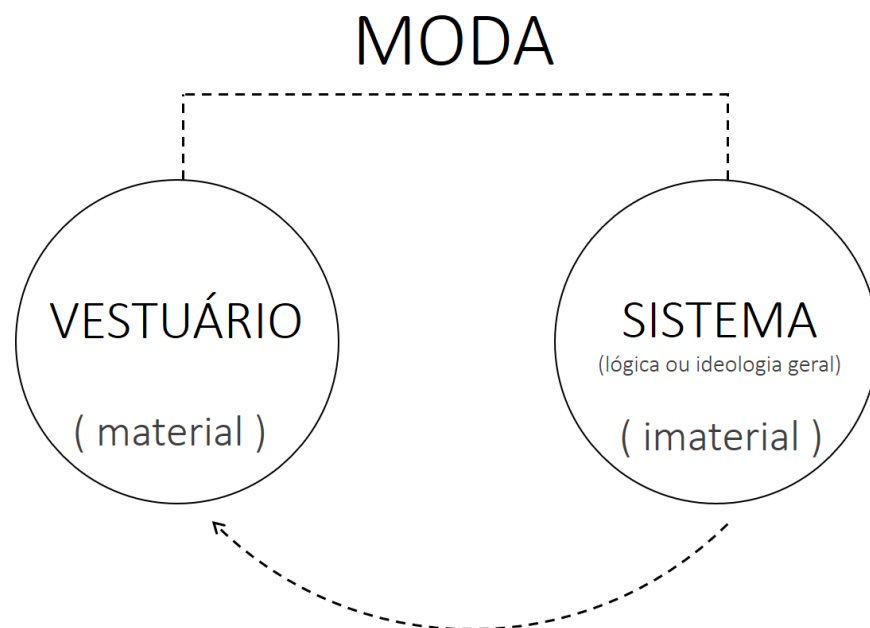 MODA
VESTUÁRIO
( material )
SISTEMA
(lógica ou ideologia geral)
( imaterial )